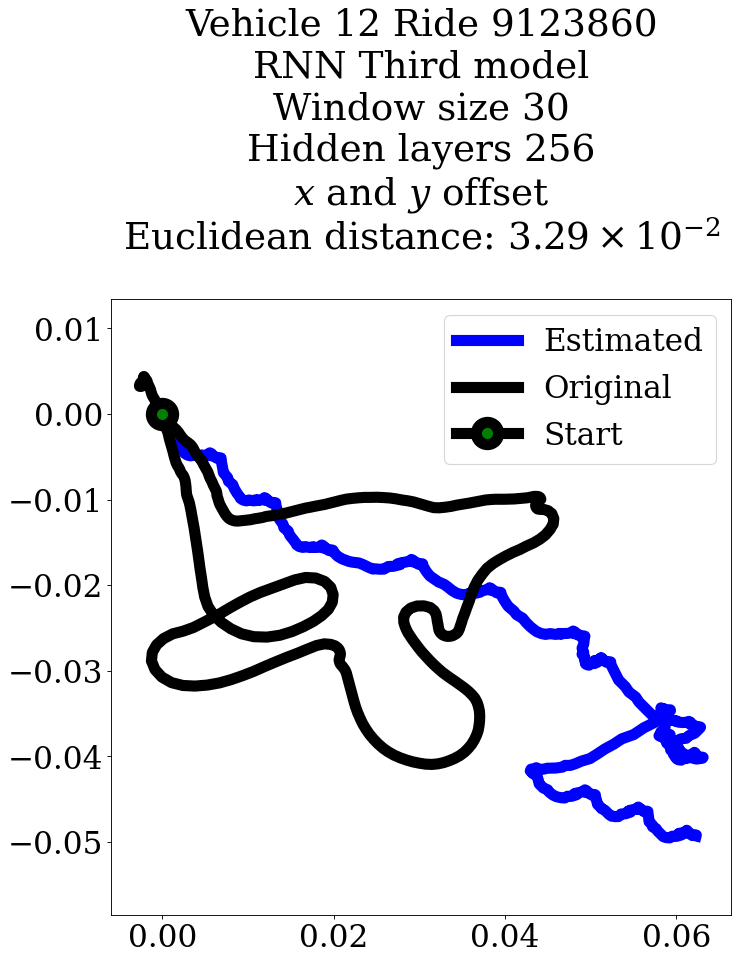 Vehicle 12 Ride 9123860
RNN Third model
Window size 30
Hidden layers 256
x and y offset
Euclidean distance: 3.29 × 10⁻²
Estimated
Original
Start
0.01
0.00
−0.01
−0.02
−0.03
−0.04
−0.05
0.00 0.02 0.04 0.06